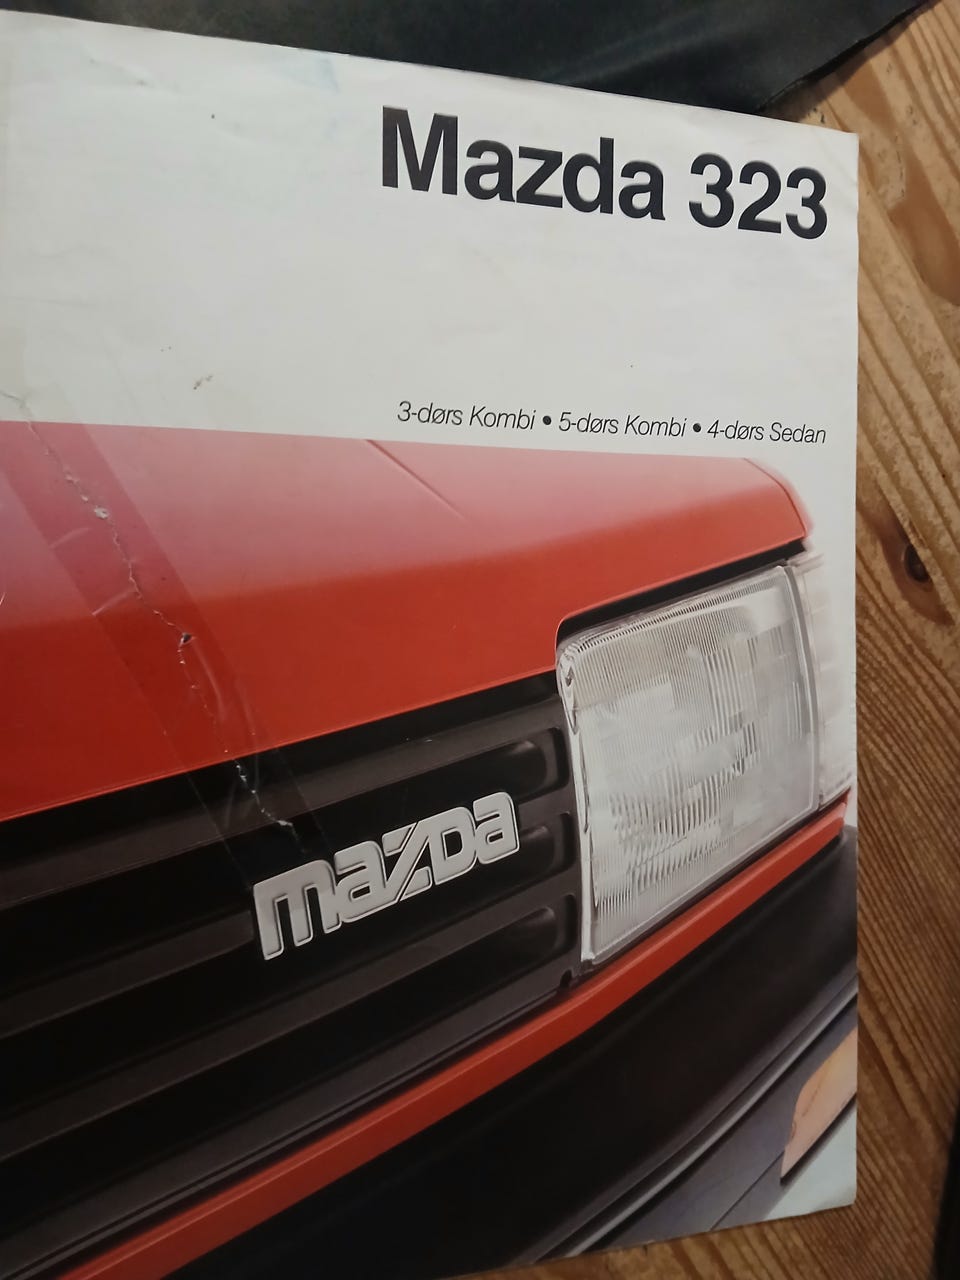 Mazda 323
3-dørs Kombi • 5-dørs Kombi • 4-dørs Sedan
mazda